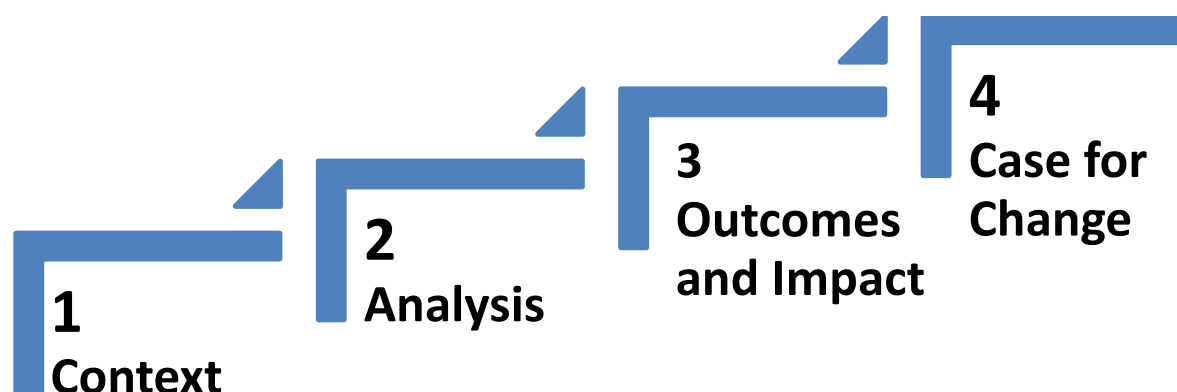 1
Context
2
Analysis
3
Outcomes
and Impact
4
Case for
Change